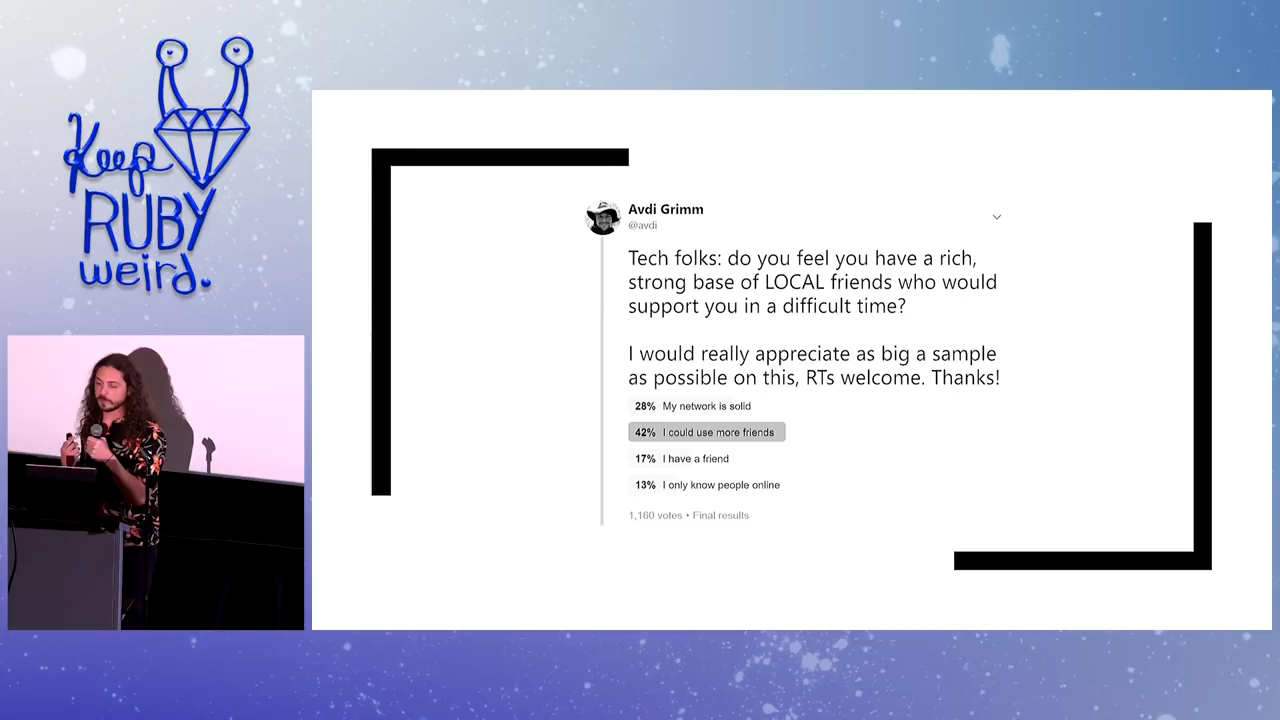 Keep
RUBY
weird.
Avdi Grimm
@avdi
Tech folks: do you feel you have a rich,
strong base of LOCAL friends who would
support you in a difficult time?
I would really appreciate as big a sample
as possible on this, RTs welcome. Thanks!
28% My network is solid
42% I could use more friends
17% I have a friend
13% I only know people online
1,160 votes • Final results